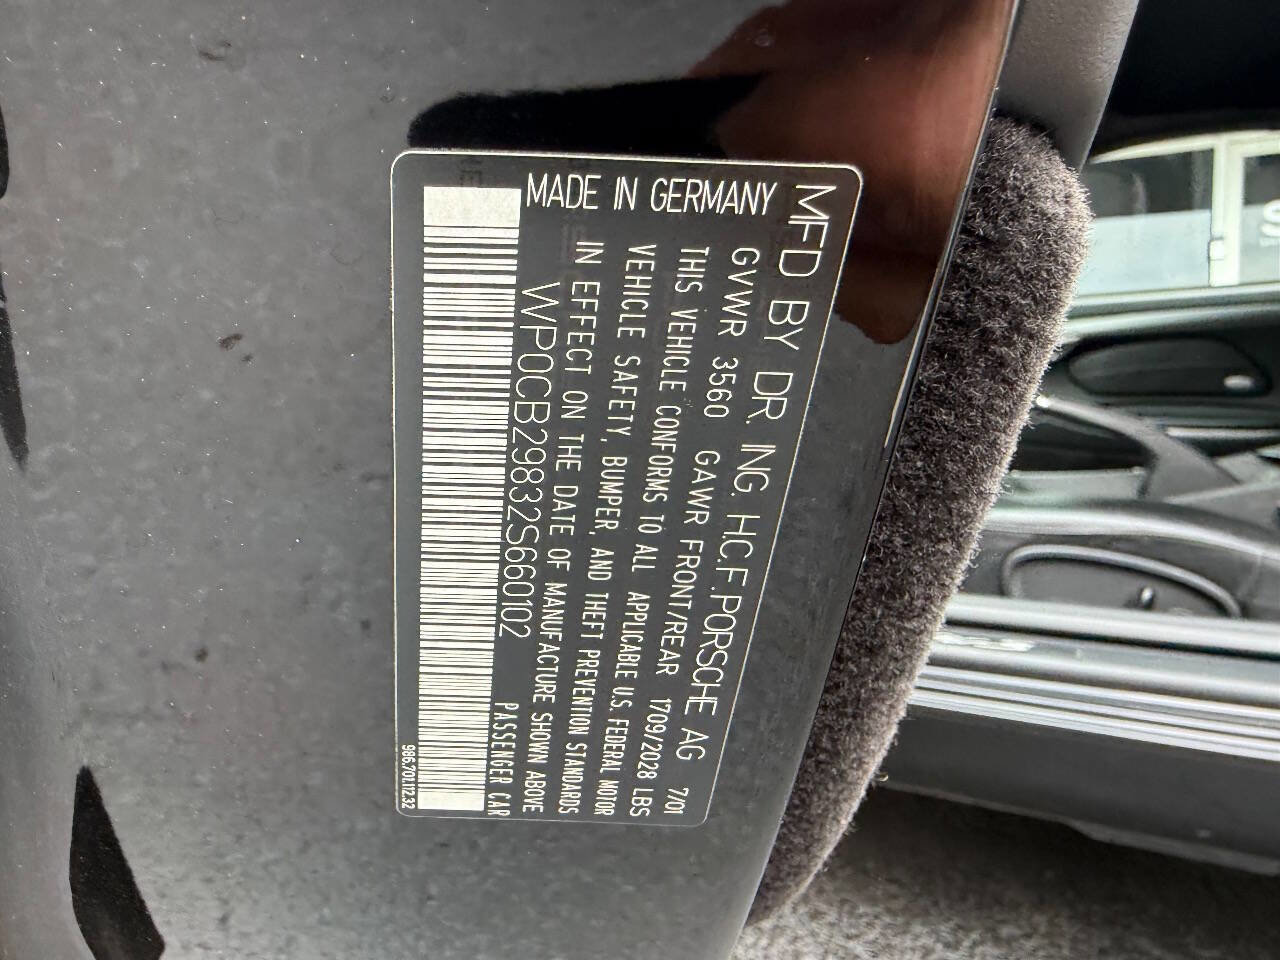 MFD BY DR. ING. H.C.F. PORSCHE AG 7/01
GVWR 3560 GAWR FRONT/REAR 1709/2028 LBS
THIS VEHICLE CONFORMS TO ALL APPLICABLE U.S. FEDERAL MOTOR
VEHICLE SAFETY, BUMPER, AND THEFT PREVENTION STANDARDS
IN EFFECT ON THE DATE OF MANUFACTURE SHOWN ABOVE
MADE IN GERMANY
WP0CB29832S660102 PASSENGER CAR
986.701.112.32